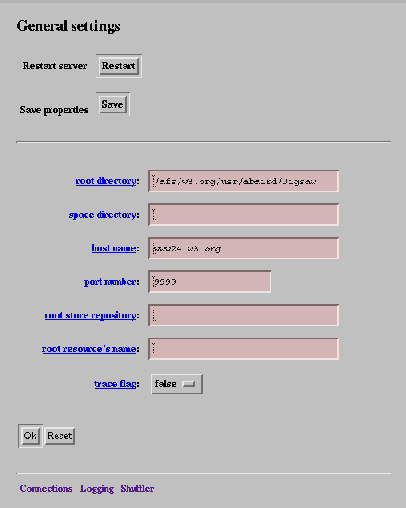 General settings
Restart server Restart
Save properties Save
root directory: /afs/w3.org/usr/abaird/Jigsaw
space directory:
host name: www24.w3.org
port number: 9999
root store repository:
root resource's name:
trace flag: false
Ok Reset
Connections Logging Shuffler